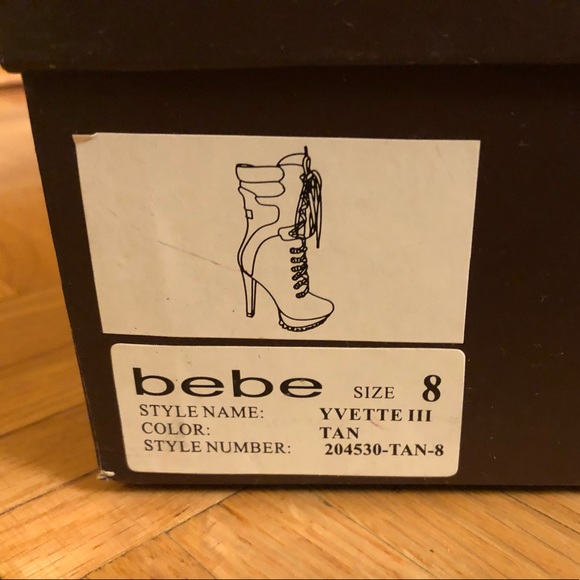 bebe SIZE 8
STYLE NAME: YVETTE III
COLOR: TAN
STYLE NUMBER: 204530-TAN-8